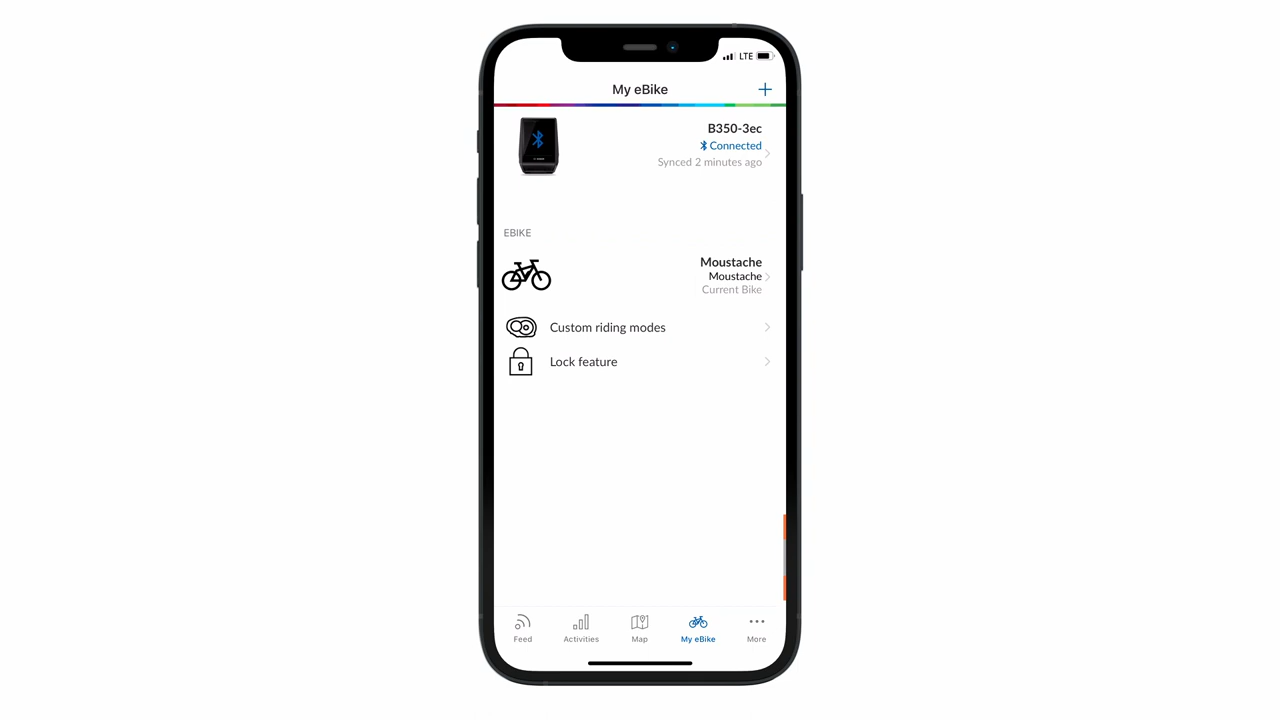 LTE
My eBike
B350-3ec
Connected
Synced 2 minutes ago
EBIKE
Moustache
Moustache
Current Bike
Custom riding modes
Lock feature
Feed
Activities
Map
My eBike
More